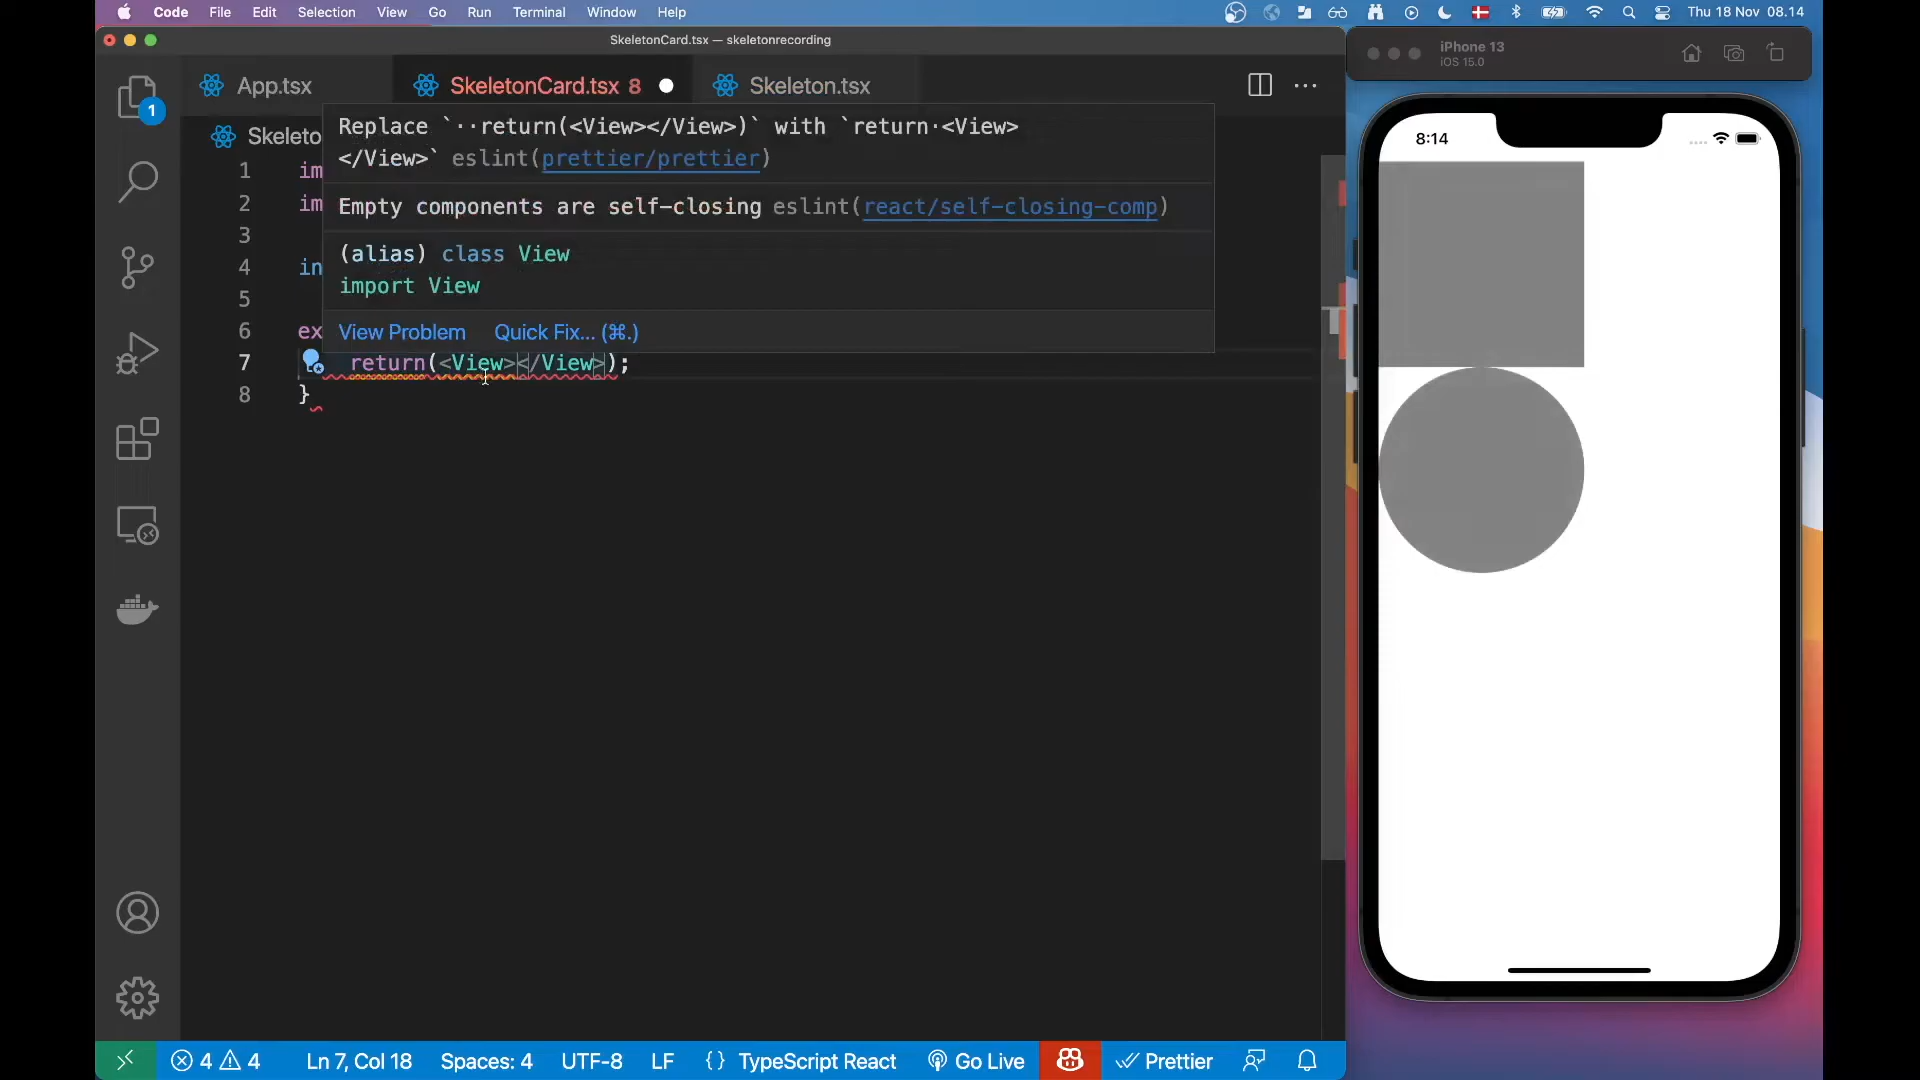 Code File Edit Selection View Go Run Terminal Window Help Thu 18 Nov 08.14
SkeletonCard.tsx — skeletonrecording
iPhone 13
iOS 15.0
App.tsx SkeletonCard.tsx 8 Skeleton.tsx
1
Skeleto
Replace `··return(<View></View>)` with `return·<View>
</View>` eslint(prettier/prettier)
Empty components are self-closing eslint(react/self-closing-comp)
(alias) class View
import View
View Problem Quick Fix... (⌘.)
1 im
2 im
3
4 in
5
6 ex
7 return(<View></View>);
8 }
8:14
4 4 Ln 7, Col 18 Spaces: 4 UTF-8 LF {} TypeScript React Go Live Prettier